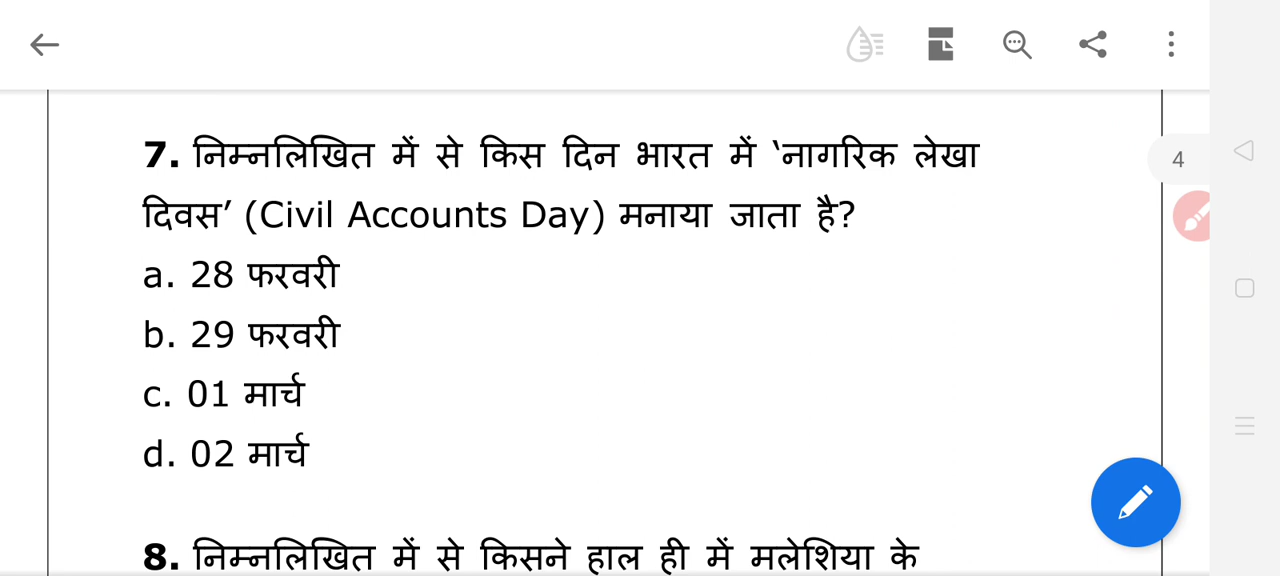 4
7. निम्नलिखित में से किस दिन भारत में ‘नागरिक लेखा
दिवस’ (Civil Accounts Day) मनाया जाता है?
a. 28 फरवरी
b. 29 फरवरी
c. 01 मार्च
d. 02 मार्च
8. निम्नलिखित में से किसने हाल ही में मलेशिया के